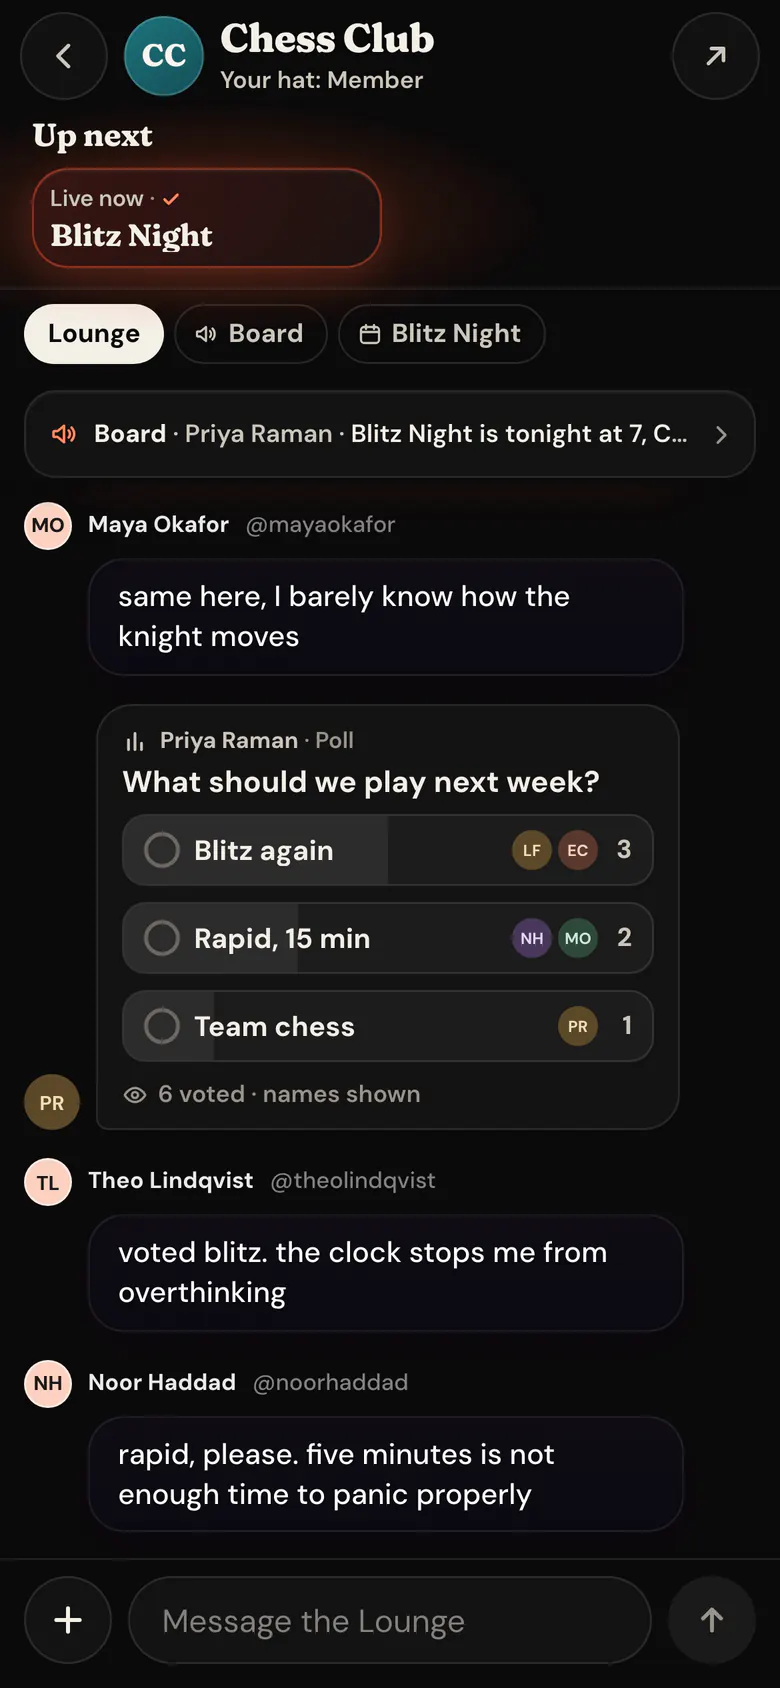 CC
Chess Club
Your hat: Member
Up next
Live now ·
Blitz Night
Lounge
Board
Blitz Night
Board · Priya Raman · Blitz Night is tonight at 7, C...
MO
Maya Okafor @mayaokafor
same here, I barely know how the
knight moves
Priya Raman · Poll
What should we play next week?
Blitz again LF EC 3
Rapid, 15 min NH MO 2
Team chess PR 1
6 voted · names shown
PR
TL
Theo Lindqvist @theolindqvist
voted blitz. the clock stops me from
overthinking
NH
Noor Haddad @noorhaddad
rapid, please. five minutes is not
enough time to panic properly
Message the Lounge